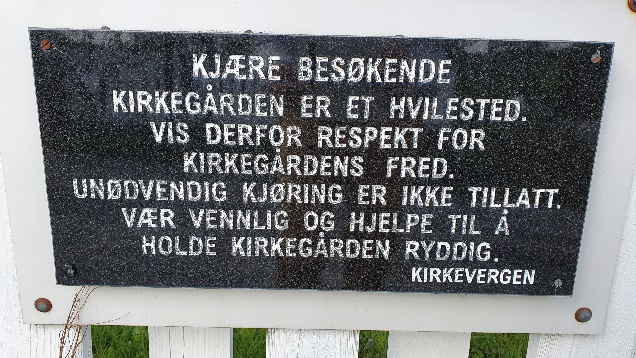 KJÆRE BESØKENDE
KIRKEGÅRDEN ER ET HVILESTED.
VIS DERFOR RESPEKT FOR
KIRKEGÅRDENS FRED.
UNØDVENDIG KJØRING ER IKKE TILLATT.
VÆR VENNLIG OG HJELPE TIL Å
HOLDE KIRKEGÅRDEN RYDDIG.
KIRKEVERGEN